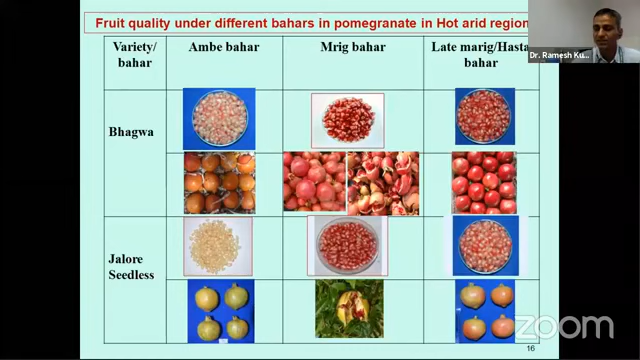 Fruit quality under different bahars in pomegranate in Hot arid region
Dr. Ramesh Ku...
Variety/ bahar
Ambe bahar
Mrig bahar
Late marig/Hasta bahar
Bhagwa
Jalore Seedless
zoom
16